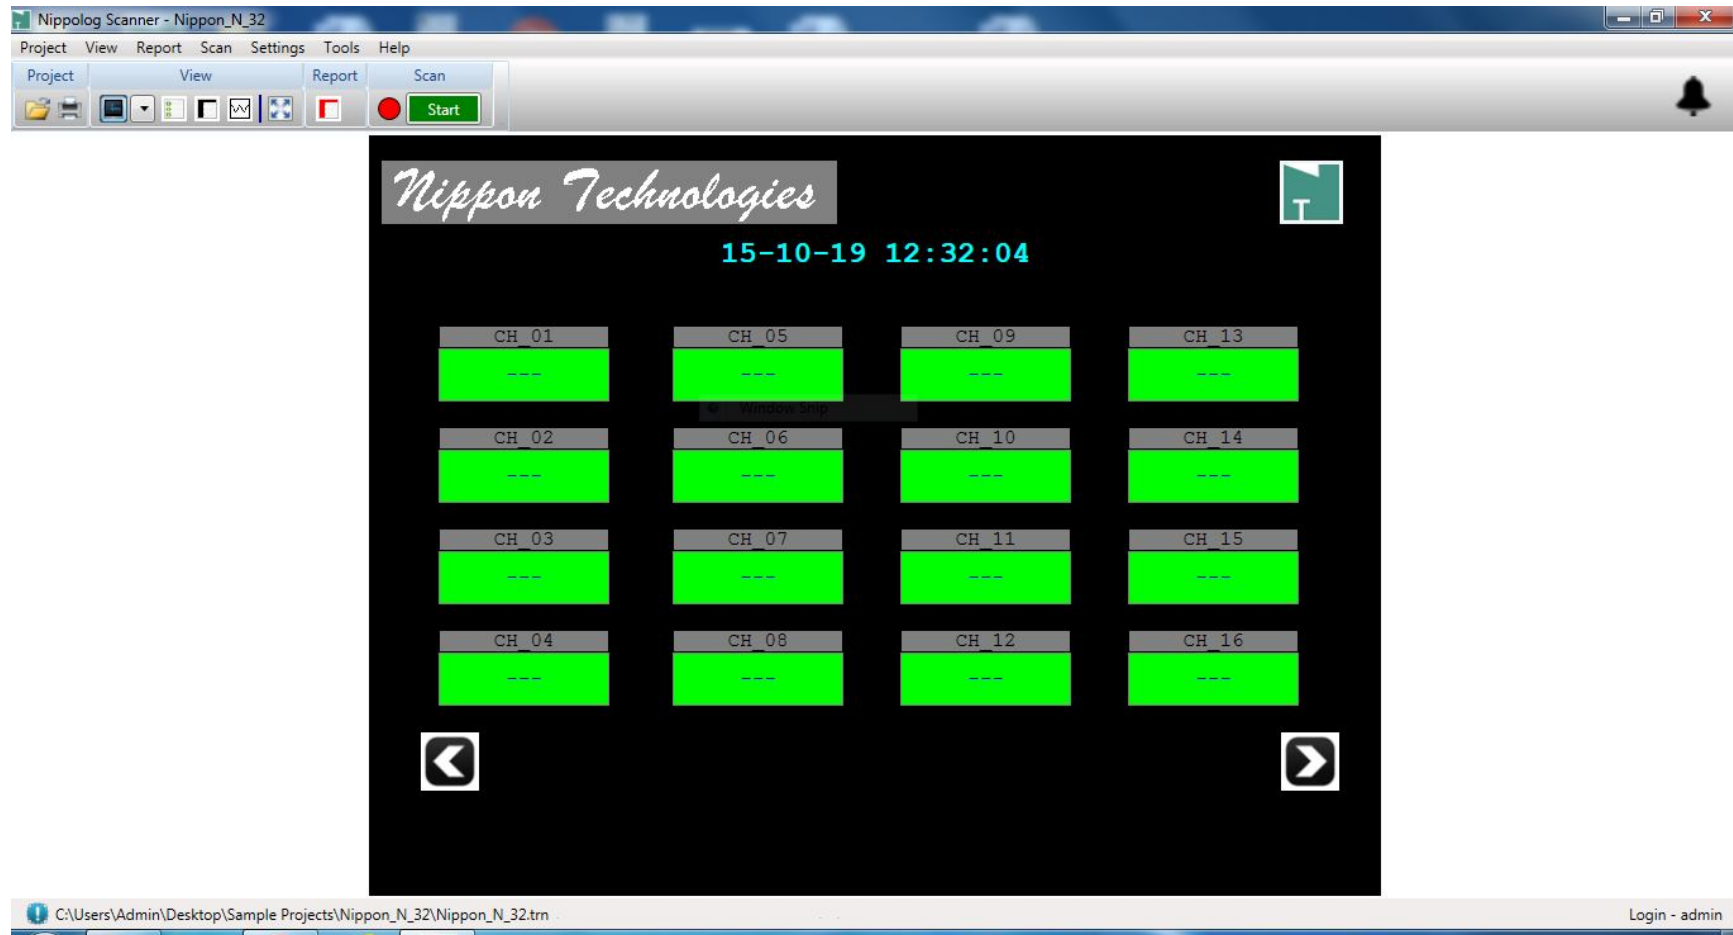 Nippolog Scanner - Nippon_N_32
Project View Report Scan Settings Tools Help
Project View Report Scan
Start
Nippon Technologies
T
15-10-19 12:32:04
CH_01 CH_05 CH_09 CH_13
--- --- --- ---
Window Snip
CH_02 CH_06 CH_10 CH_14
--- --- --- ---
CH_03 CH_07 CH_11 CH_15
--- --- --- ---
CH_04 CH_08 CH_12 CH_16
--- --- --- ---
C:\Users\Admin\Desktop\Sample Projects\Nippon_N_32\Nippon_N_32.trn
Login - admin